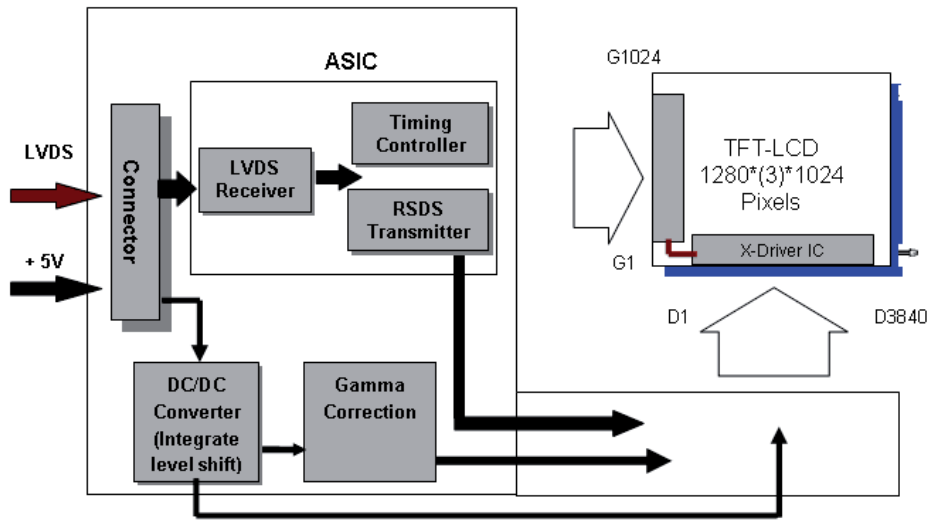 ASIC
LVDS
+ 5V
Connector
LVDS
Receiver
Timing
Controller
RSDS
Transmitter
DC/DC
Converter
(Integrate
level shift)
Gamma
Correction
G1024
TFT-LCD
1280*(3)*1024
Pixels
G1
X-Driver IC
D1
D3840